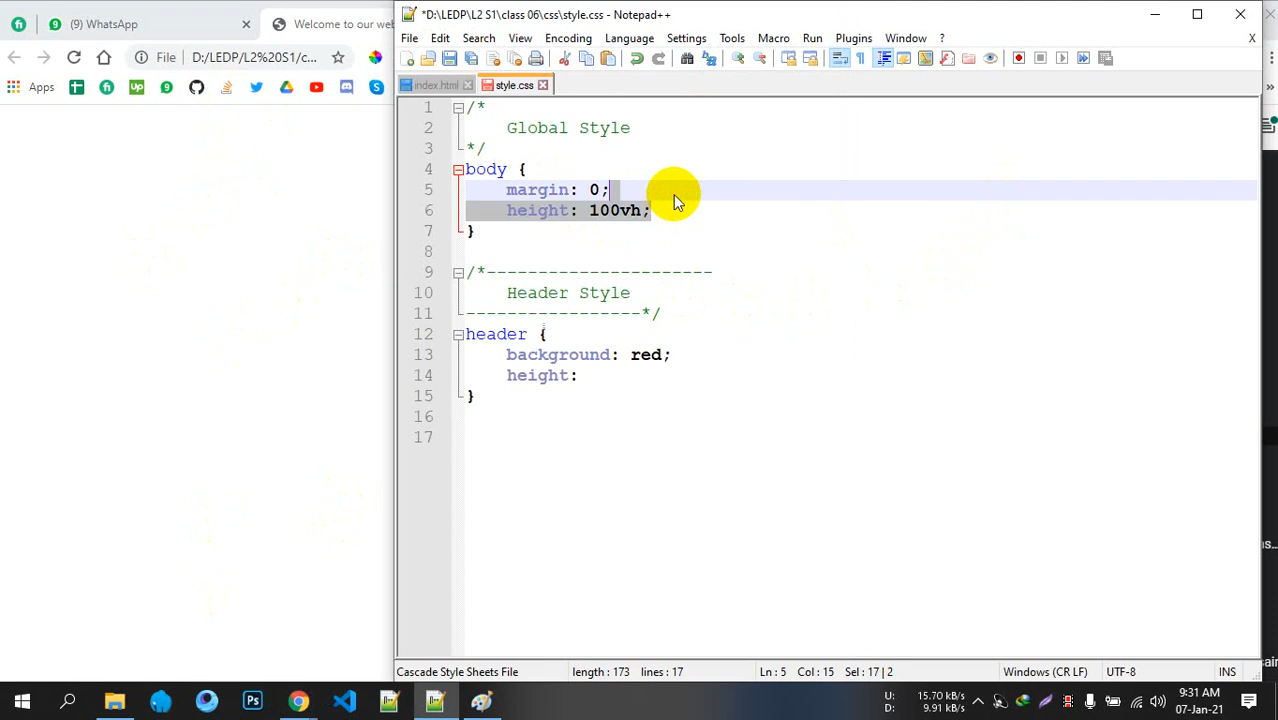 (9) WhatsApp
Welcome to our web
*D:\LEDP\L2 S1\class 06\css\style.css - Notepad++
File Edit Search View Encoding Language Settings Tools Macro Run Plugins Window ? X
File D:/LEDP/L2%20S1/c...
Apps
index.html
style.css
1 /*
2 Global Style
3 */
4 body {
5 margin: 0;
6 height: 100vh;
7 }
8
9 /*----------------------
10 Header Style
11 -----------------*/
12 header {
13 background: red;
14 height:
15 }
16
17
Cascade Style Sheets File length : 173 lines : 17 Ln : 5 Col : 15 Sel : 17 | 2 Windows (CR LF) UTF-8 INS
U: 15.70 kB/s
D: 9.91 kB/s
9:31 AM
07-Jan-21